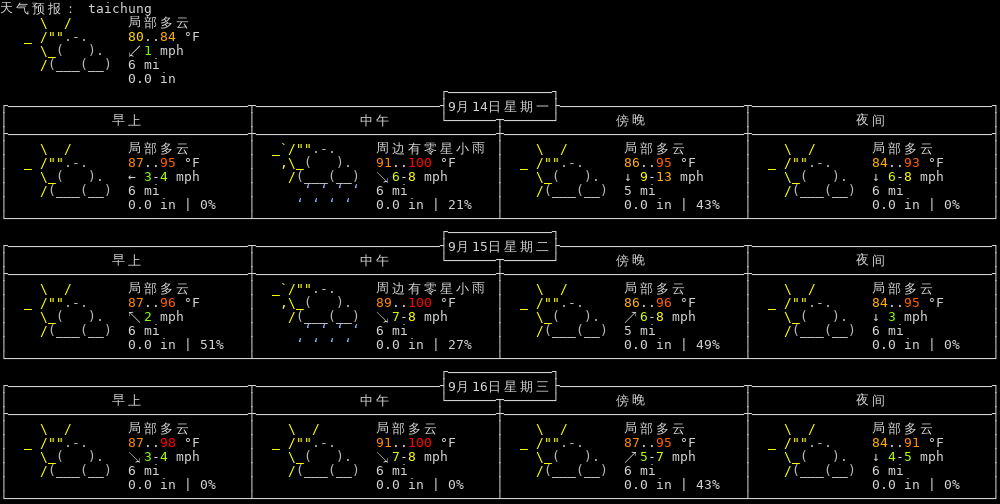 天气预报： taichung
局部多云
80..84 °F
↙ 1 mph
6 mi
0.0 in
9月14日星期一
早上 中午 傍晚 夜间
局部多云 周边有零星小雨 局部多云 局部多云
87..95 °F 91..100 °F 86..95 °F 84..93 °F
← 3-4 mph ↘ 6-8 mph ↓ 9-13 mph ↓ 6-8 mph
6 mi 6 mi 5 mi 6 mi
0.0 in | 0% 0.0 in | 21% 0.0 in | 43% 0.0 in | 0%
9月15日星期二
早上 中午 傍晚 夜间
局部多云 周边有零星小雨 局部多云 局部多云
87..96 °F 89..100 °F 86..96 °F 84..95 °F
↖ 2 mph ↘ 7-8 mph ↗ 6-8 mph ↓ 3 mph
6 mi 6 mi 5 mi 6 mi
0.0 in | 51% 0.0 in | 27% 0.0 in | 49% 0.0 in | 0%
9月16日星期三
早上 中午 傍晚 夜间
局部多云 局部多云 局部多云 局部多云
87..98 °F 91..100 °F 87..95 °F 84..91 °F
↘ 3-4 mph ↘ 7-8 mph ↗ 5-7 mph ↓ 4-5 mph
6 mi 6 mi 6 mi 6 mi
0.0 in | 0% 0.0 in | 0% 0.0 in | 43% 0.0 in | 0%